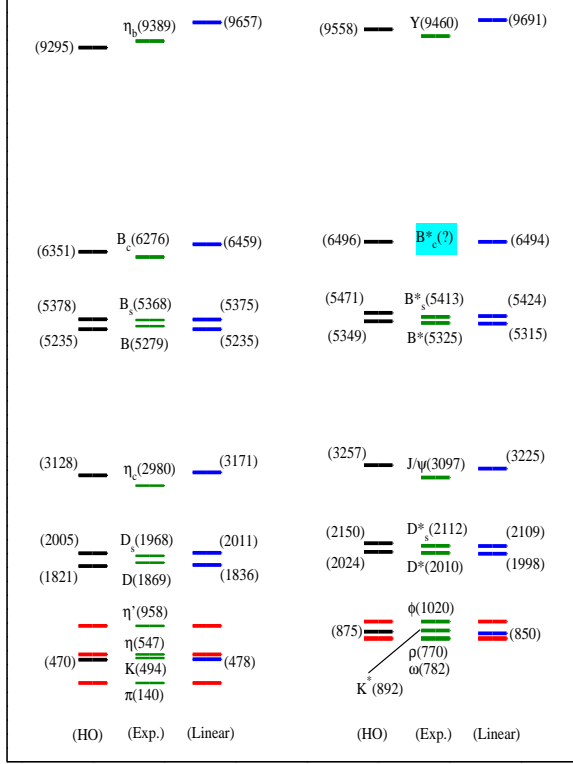 (9295) η_b(9389) (9657)
(9558) Υ(9460) (9691)
(6351) B_c(6276) (6459)
(6496) B*_c(?) (6494)
(5378) B_s(5368) (5375)
(5235) B(5279) (5235)
(5471) B*_s(5413) (5424)
(5349) B*(5325) (5315)
(3128) η_c(2980) (3171)
(3257) J/ψ(3097) (3225)
(2005) D_s(1968) (2011)
(1821) D(1869) (1836)
(2150) D*_s(2112) (2109)
(2024) D*(2010) (1998)
η'(958)
η(547)
(470) K(494) (478)
π(140)
ϕ(1020)
(875) (850)
ρ(770)
ω(782)
K*(892)
(HO) (Exp.) (Linear) (HO) (Exp.) (Linear)